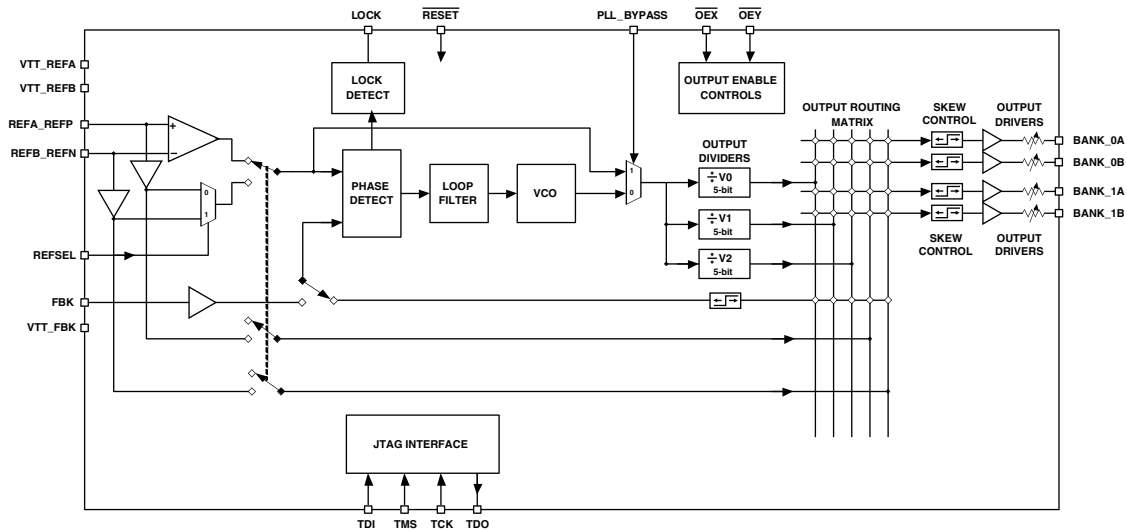 LOCK
RESET
PLL_BYPASS
OEX
OEY
VTT_REFA
VTT_REFB
REFA_REFP
REFB_REFN
REFSEL
FBK
VTT_FBK
+
−
0
1
LOCK
DETECT
PHASE
DETECT
LOOP
FILTER
VCO
1
0
OUTPUT ENABLE
CONTROLS
OUTPUT
DIVIDERS
÷V0
5-bit
÷V1
5-bit
÷V2
5-bit
OUTPUT ROUTING
MATRIX
SKEW
CONTROL
OUTPUT
DRIVERS
BANK_0A
BANK_0B
BANK_1A
BANK_1B
SKEW
CONTROL
OUTPUT
DRIVERS
JTAG INTERFACE
TDI
TMS
TCK
TDO